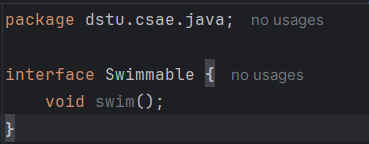 package dstu.csae.java; no usages
interface Swimmable { no usages
void swim();
}